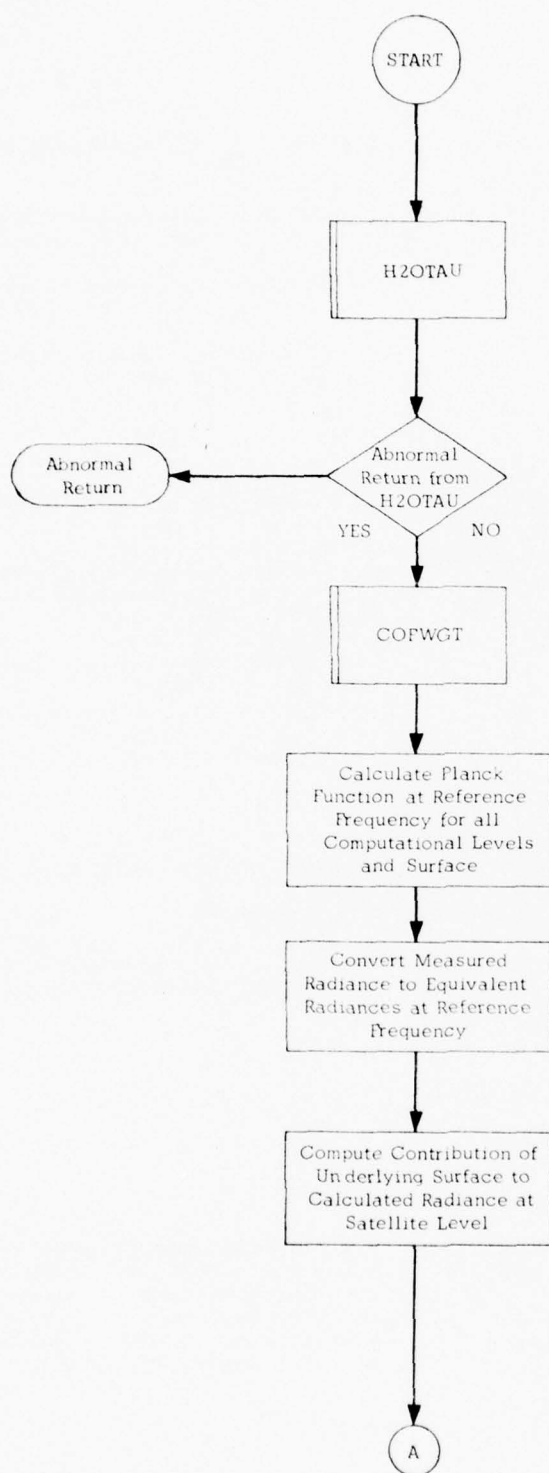 START
H2OTAU
Abnormal
Return from
H2OTAU
Abnormal
Return
YES NO
COFWGT
Calculate Planck
Function at Reference
Frequency for all
Computational Levels
and Surface
Convert Measured
Radiance to Equivalent
Radiances at Reference
Frequency
Compute Contribution of
Underlying Surface to
Calculated Radiance at
Satellite Level
A